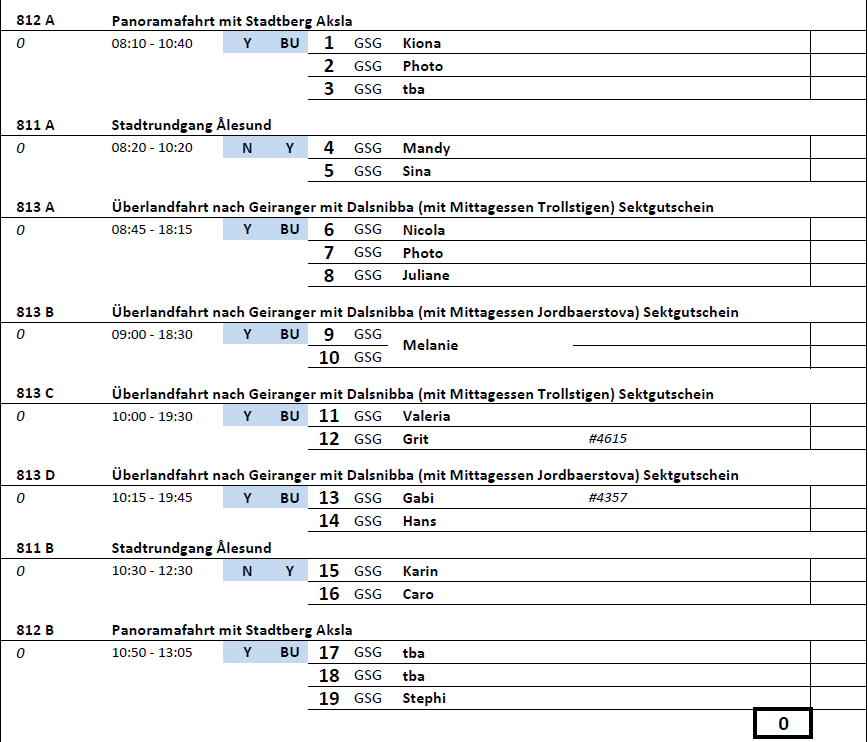 812 A Panoramafahrt mit Stadtberg Aksla
0 08:10 - 10:40 Y BU 1 GSG Kiona
2 GSG Photo
3 GSG tba
811 A Stadtrundgang Ålesund
0 08:20 - 10:20 N Y 4 GSG Mandy
5 GSG Sina
813 A Überlandfahrt nach Geiranger mit Dalsnibba (mit Mittagessen Trollstigen) Sektgutschein
0 08:45 - 18:15 Y BU 6 GSG Nicola
7 GSG Photo
8 GSG Juliane
813 B Überlandfahrt nach Geiranger mit Dalsnibba (mit Mittagessen Jordbaerstova) Sektgutschein
0 09:00 - 18:30 Y BU 9 GSG
Melanie
10 GSG
813 C Überlandfahrt nach Geiranger mit Dalsnibba (mit Mittagessen Trollstigen) Sektgutschein
0 10:00 - 19:30 Y BU 11 GSG Valeria
12 GSG Grit #4615
813 D Überlandfahrt nach Geiranger mit Dalsnibba (mit Mittagessen Jordbaerstova) Sektgutschein
0 10:15 - 19:45 Y BU 13 GSG Gabi #4357
14 GSG Hans
811 B Stadtrundgang Ålesund
0 10:30 - 12:30 N Y 15 GSG Karin
16 GSG Caro
812 B Panoramafahrt mit Stadtberg Aksla
0 10:50 - 13:05 Y BU 17 GSG tba
18 GSG tba
19 GSG Stephi
0